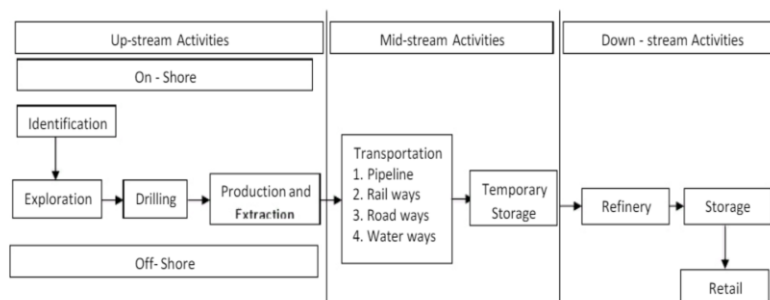 Up-stream Activities
Mid-stream Activities
Down - stream Activities
On - Shore
Identification
Exploration
Drilling
Production and
Extraction
Transportation
1. Pipeline
2. Rail ways
3. Road ways
4. Water ways
Temporary
Storage
Refinery
Storage
Retail
Off-Shore